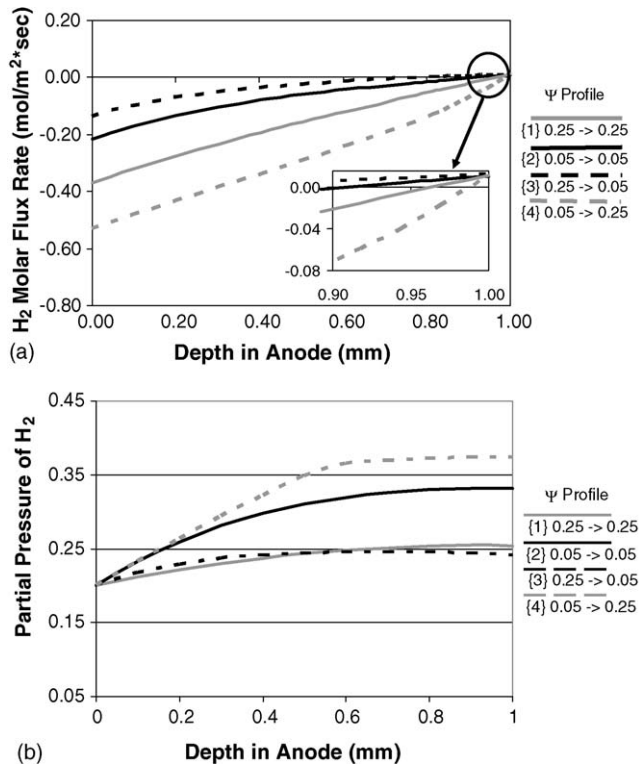 H2 Molar Flux Rate (mol/m2*sec)
0.20
0.00
-0.20
-0.40
-0.60
-0.80
0.00 0.20 0.40 0.60 0.80 1.00
Depth in Anode (mm)
(a)
0.00
-0.04
-0.08
0.90 0.95 1.00
Ψ Profile
{1} 0.25 -> 0.25
{2} 0.05 -> 0.05
{3} 0.25 -> 0.05
{4} 0.05 -> 0.25
Partial Pressure of H2
0.45
0.35
0.25
0.15
0.05
0 0.2 0.4 0.6 0.8 1
Depth in Anode (mm)
(b)
Ψ Profile
{1} 0.25 -> 0.25
{2} 0.05 -> 0.05
{3} 0.25 -> 0.05
{4} 0.05 -> 0.25